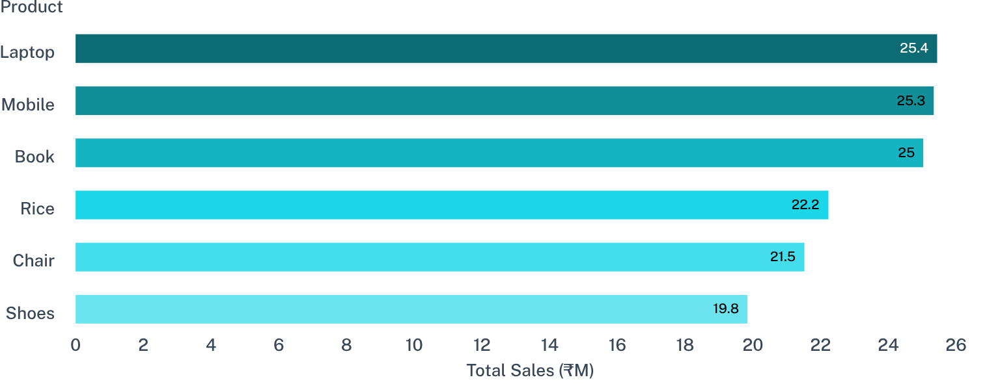 Product
Laptop
25.4
Mobile
25.3
Book
25
Rice
22.2
Chair
21.5
Shoes
19.8
0 2 4 6 8 10 12 14 16 18 20 22 24 26
Total Sales (₹M)